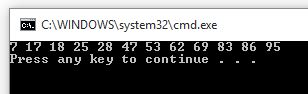 C:\WINDOWS\system32\cmd.exe
7 17 18 25 28 47 53 62 69 83 86 95
Press any key to continue . . .